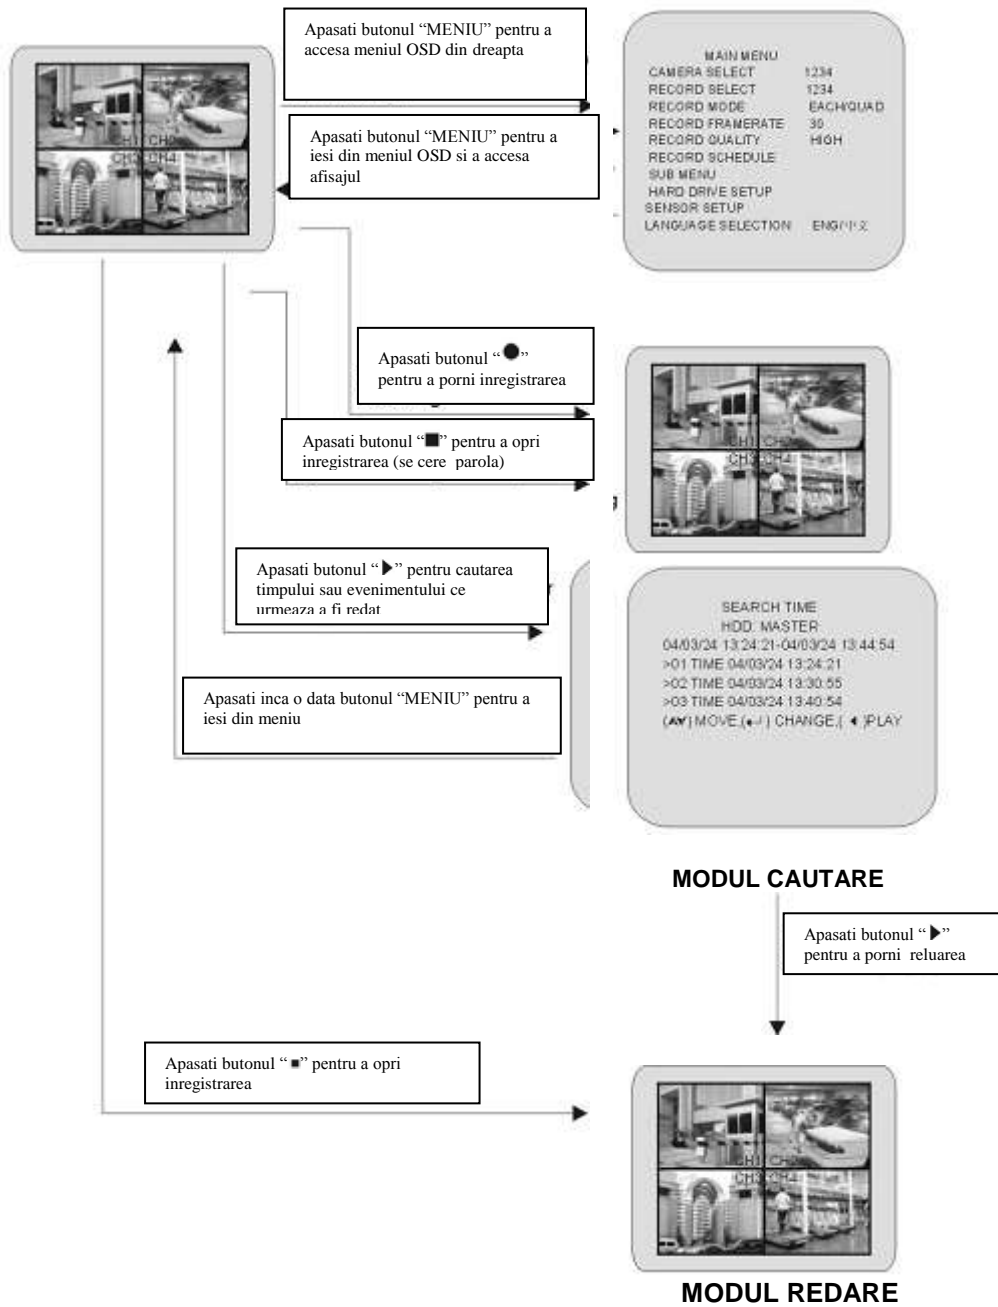 Apasati butonul “MENIU” pentru a
accesa meniul OSD din dreapta
Apasati butonul “MENIU” pentru a
iesi din meniul OSD si a accesa
afisajul
CH1 CH2
CH3 CH4
MAIN MENU
CAMERA SELECT 1234
RECORD SELECT 1234
RECORD MODE EACH/QUAD
RECORD FRAMERATE 30
RECORD QUALITY HIGH
RECORD SCHEDULE
SUB MENU
HARD DRIVE SETUP
SENSOR SETUP
LANGUAGE SELECTION ENG/中文
Apasati butonul “●”
pentru a porni inregistrarea
Apasati butonul “■” pentru a opri
inregistrarea (se cere parola)
CH1 CH2
CH3 CH4
Apasati butonul “▶” pentru cautarea
timpului sau evenimentului ce
urmeaza a fi redat
Apasati inca o data butonul “MENIU” pentru a
iesi din meniu
SEARCH TIME
HDD: MASTER
04/03/24 13:24:21-04/03/24 13:44:54
>01 TIME 04/03/24 13:24:21
>02 TIME 04/03/24 13:30:55
>03 TIME 04/03/24 13:40:54
(▲▼) MOVE,(↵) CHANGE,( ◀ )PLAY
MODUL CAUTARE
Apasati butonul “▶”
pentru a porni reluarea
Apasati butonul “■” pentru a opri
inregistrarea
CH1 CH2
CH3 CH4
MODUL REDARE